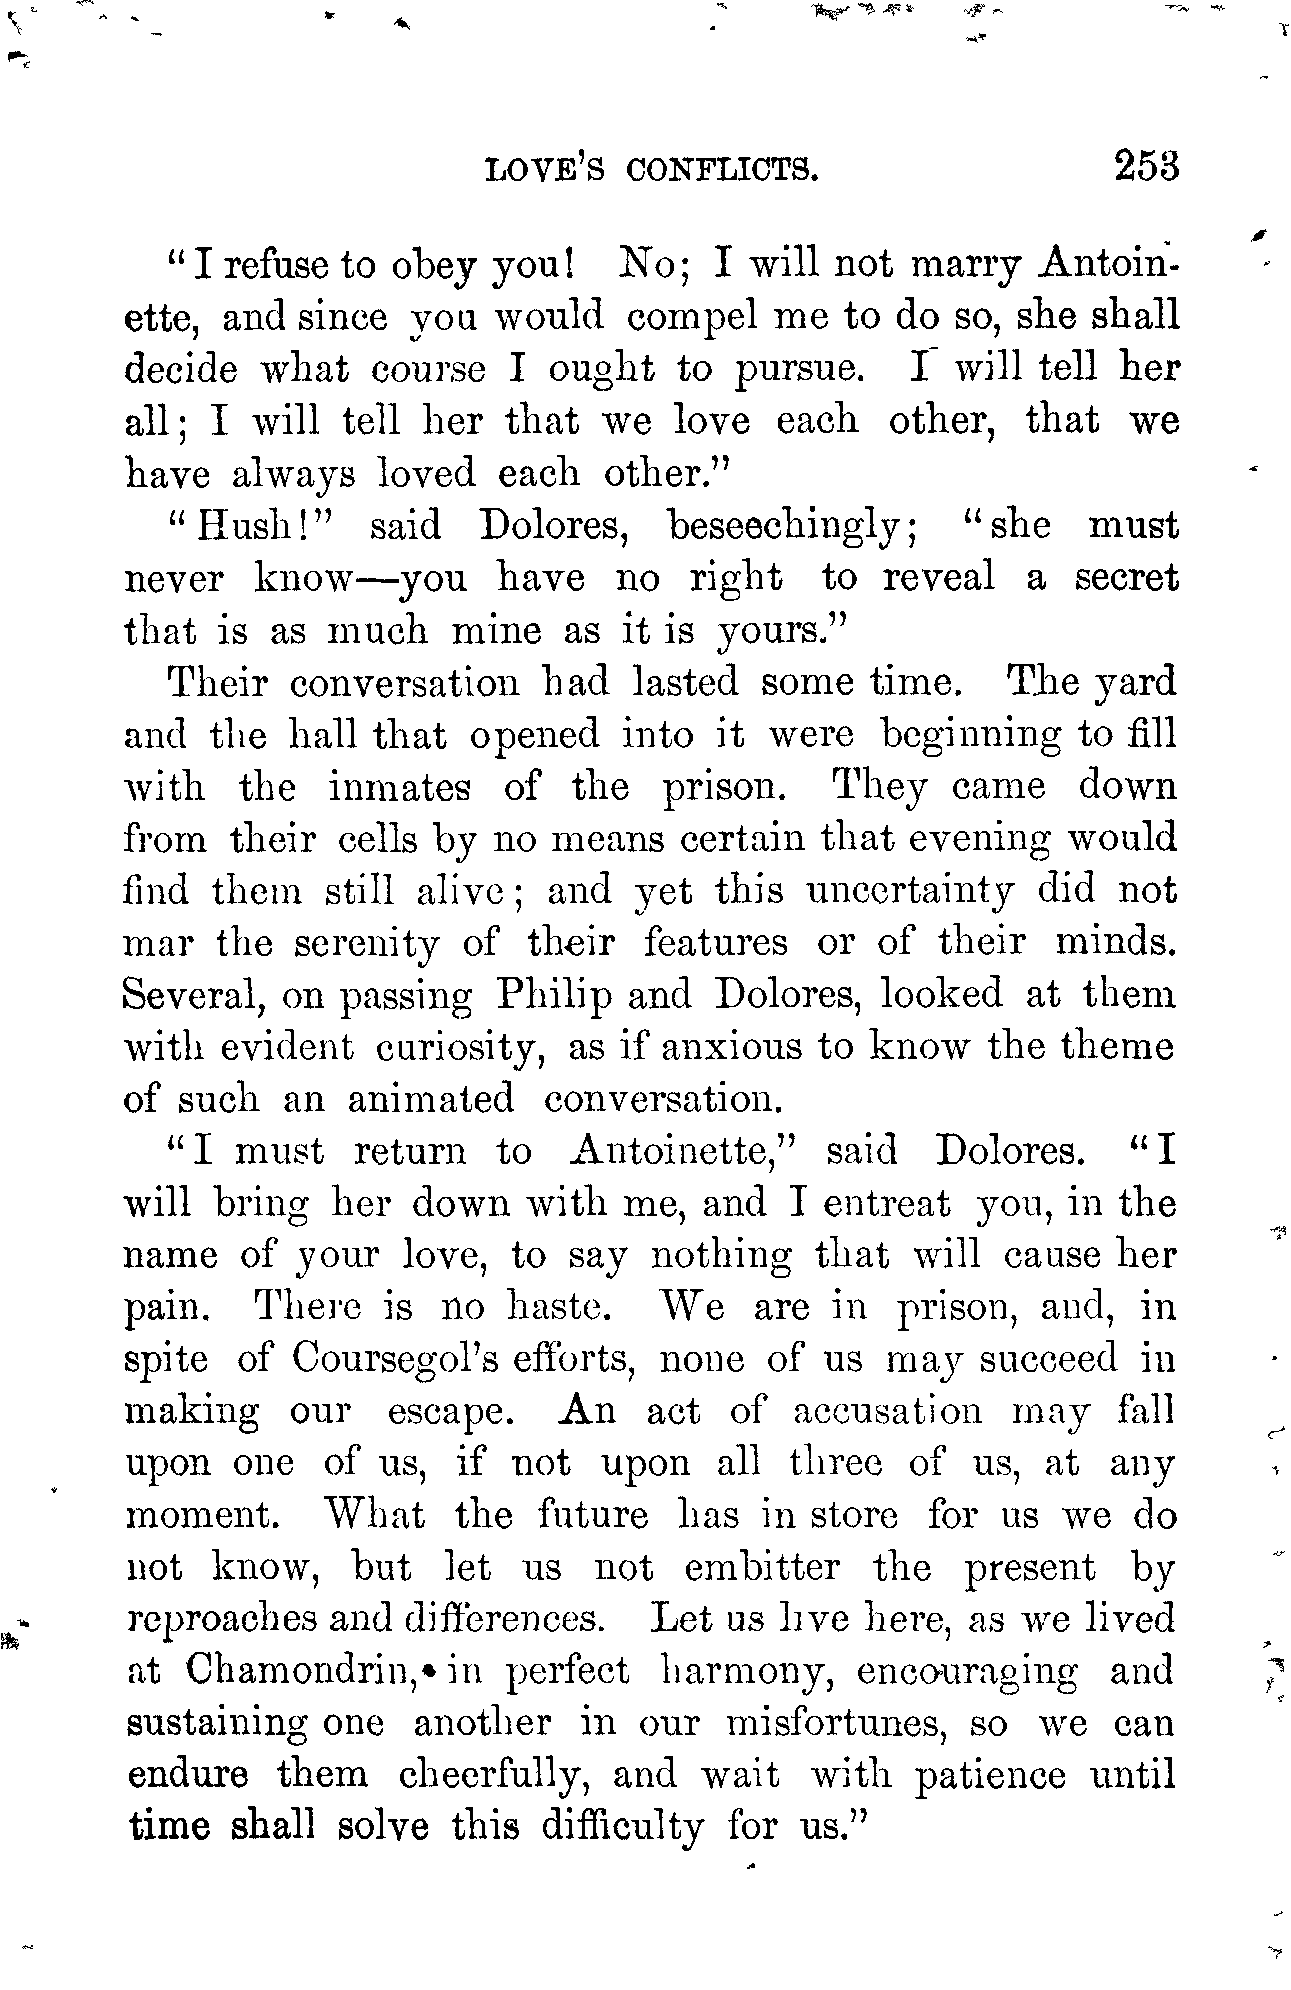 LOVE'S CONFLICTS. 253
"I refuse to obey you! No; I will not marry Antoin-
ette, and since you would compel me to do so, she shall
decide what course I ought to pursue. I will tell her
all; I will tell her that we love each other, that we
have always loved each other."
"Hush!" said Dolores, beseechingly; "she must
never know—you have no right to reveal a secret
that is as much mine as it is yours."
Their conversation had lasted some time. The yard
and the hall that opened into it were beginning to fill
with the inmates of the prison. They came down
from their cells by no means certain that evening would
find them still alive; and yet this uncertainty did not
mar the serenity of their features or of their minds.
Several, on passing Philip and Dolores, looked at them
with evident curiosity, as if anxious to know the theme
of such an animated conversation.
"I must return to Antoinette," said Dolores. "I
will bring her down with me, and I entreat you, in the
name of your love, to say nothing that will cause her
pain. There is no haste. We are in prison, and, in
spite of Coursegol's efforts, none of us may succeed in
making our escape. An act of accusation may fall
upon one of us, if not upon all three of us, at any
moment. What the future has in store for us we do
not know, but let us not embitter the present by
reproaches and differences. Let us live here, as we lived
at Chamondrin, in perfect harmony, encouraging and
sustaining one another in our misfortunes, so we can
endure them cheerfully, and wait with patience until
time shall solve this difficulty for us."